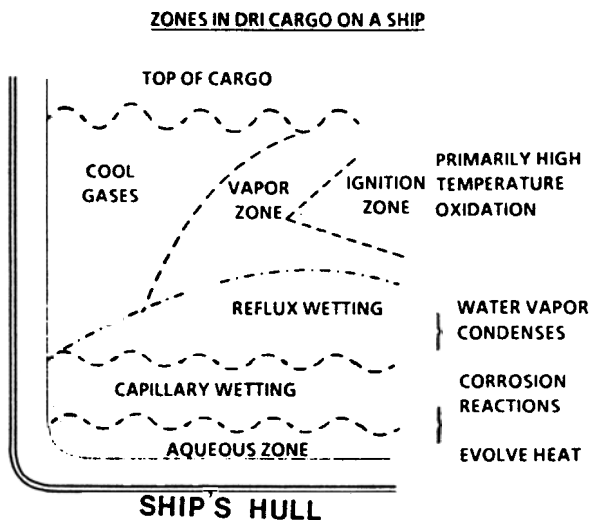 ZONES IN DRI CARGO ON A SHIP
TOP OF CARGO
COOL
GASES
VAPOR
ZONE
IGNITION
ZONE
PRIMARILY HIGH
TEMPERATURE
OXIDATION
REFLUX WETTING
WATER VAPOR
CONDENSES
CAPILLARY WETTING
CORROSION
REACTIONS
AQUEOUS ZONE
EVOLVE HEAT
SHIP'S HULL